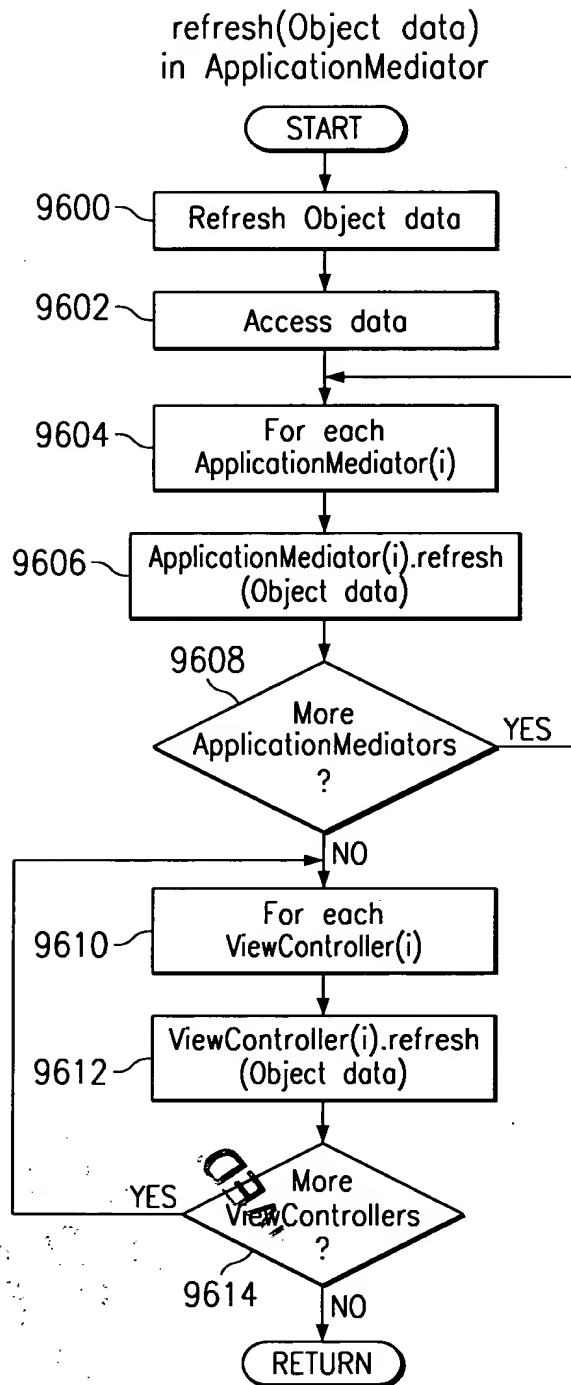 refresh(Object data)
in ApplicationMediator
START
9600
Refresh Object data
9602
Access data
9604
For each
ApplicationMediator(i)
9606
ApplicationMediator(i).refresh
(Object data)
9608
More
ApplicationMediators
?
YES
NO
9610
For each
ViewController(i)
9612
ViewController(i).refresh
(Object data)
YES
More
ViewControllers
?
9614
NO
RETURN